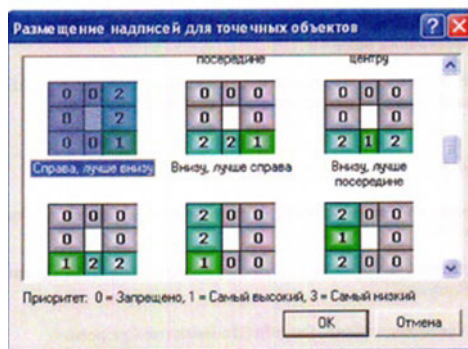 Размещение надписей для точечных объектов
посередине центру
0 0 2 0 0 0 0 0 0
0 2 0 0 0 0
0 0 1 2 2 1 2 1 2
Справа, лучше внизу Внизу, лучше справа Внизу, лучше
посередине
0 0 0 2 0 0 2 0 0
0 0 2 0 1 0
1 2 2 1 0 0 2 0 0
Приоритет: 0 = Запрещено, 1 = Самый высокий, 3 = Самый низкий
OK Отмена